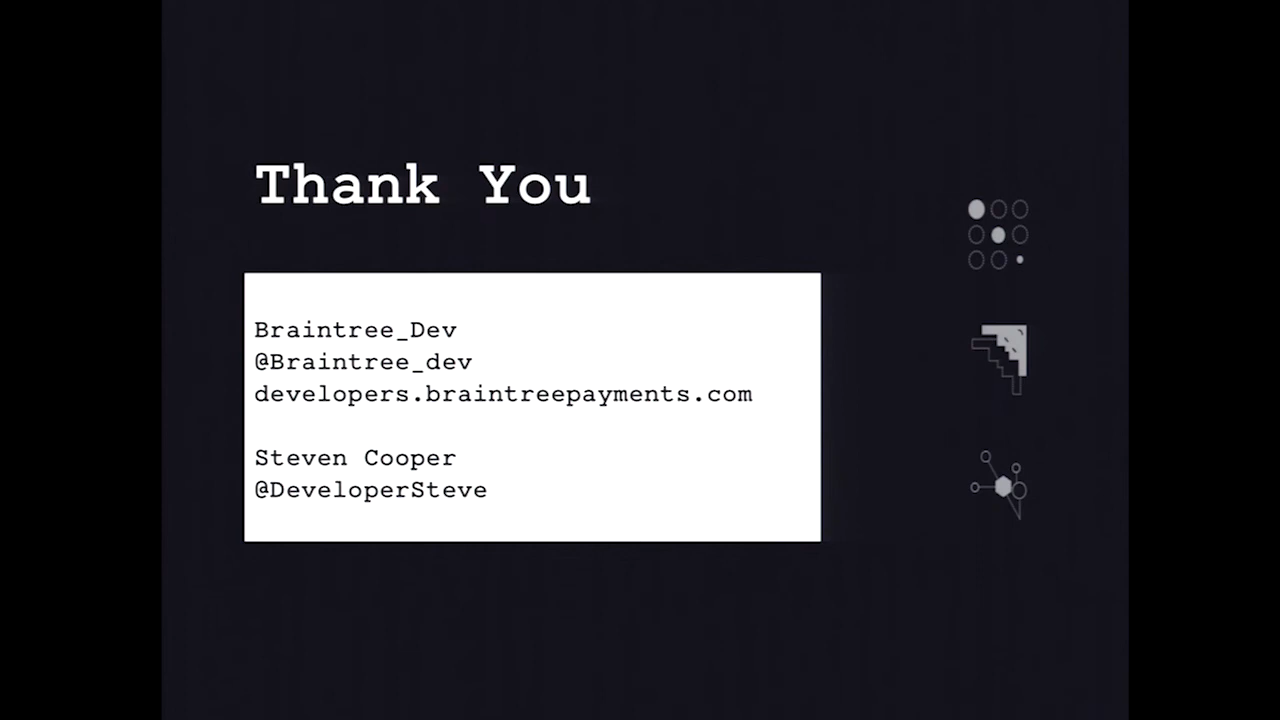 Thank You
Braintree_Dev
@Braintree_dev
developers.braintreepayments.com
Steven Cooper
@DeveloperSteve